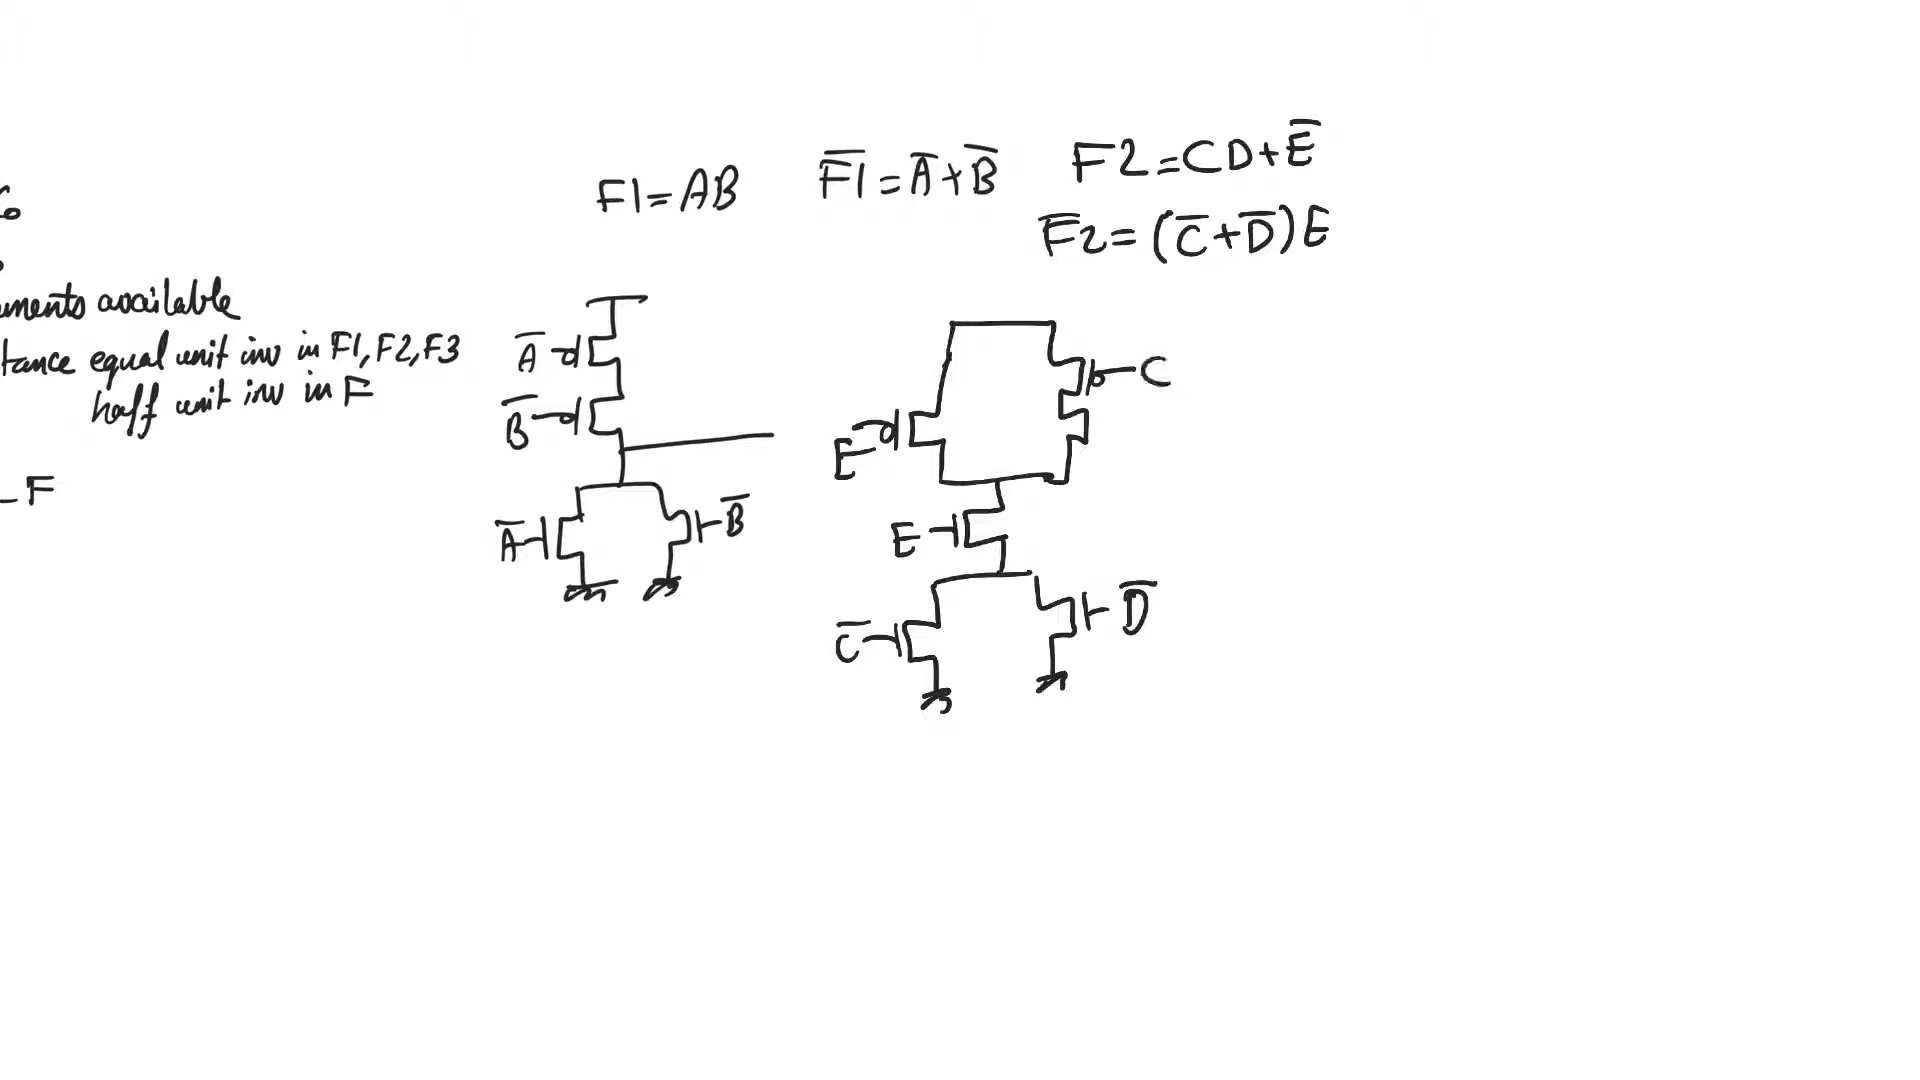 F1=AB
F̅1̅=A̅+B̅
F2=CD+E̅
F̅2=(C̅+D̅)E
ements available
tance equal unit inv in F1,F2,F3
half unit inv in F
F
A̅
B̅
A̅
B̅
C
E
E
C̅
D̅